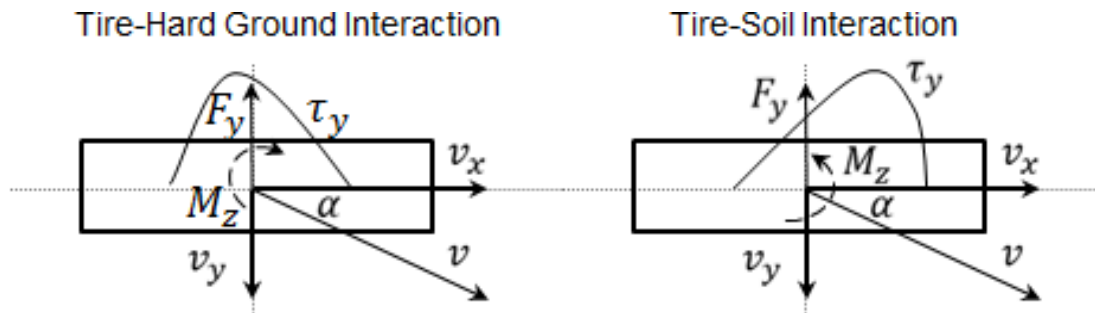 Tire-Hard Ground Interaction
F_y
τ_y
v_x
M_z
α
v_y
v
Tire-Soil Interaction
F_y
τ_y
M_z
v_x
α
v_y
v